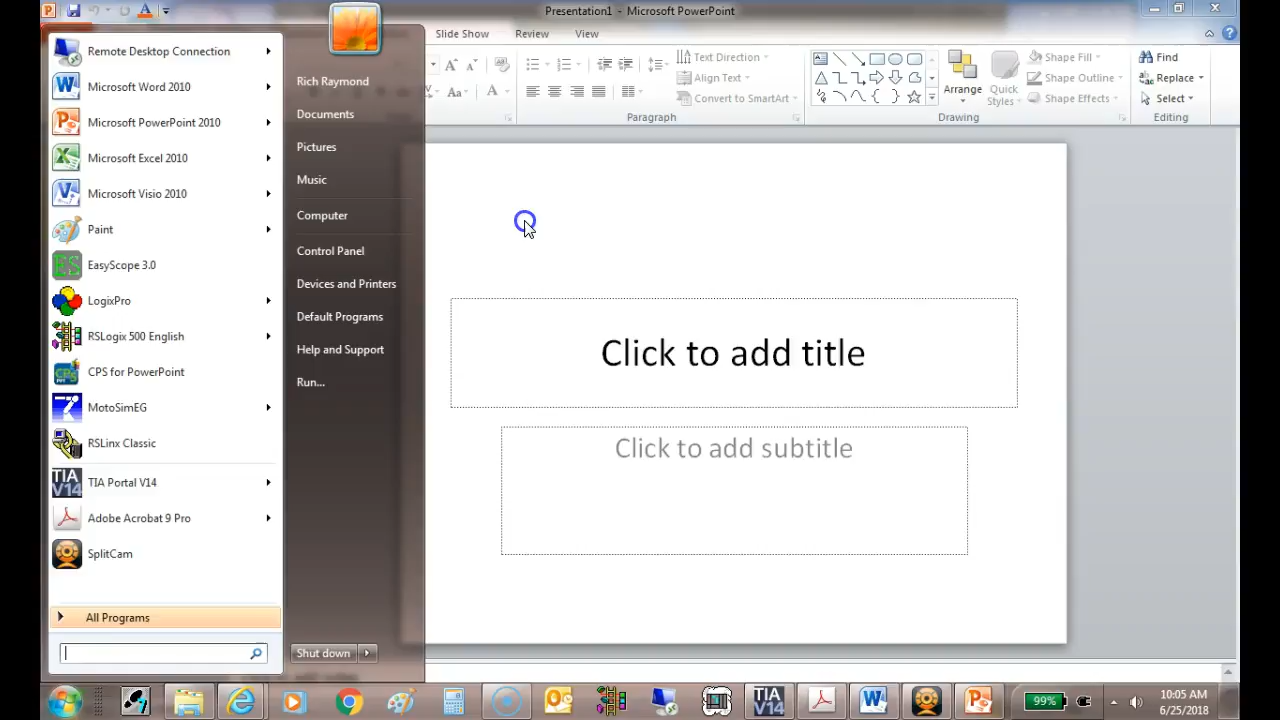 Presentation1 - Microsoft PowerPoint
Slide Show
Review
View
Aa
A
Paragraph
Text Direction
Align Text
Convert to SmartArt
Arrange
Quick
Styles
Shape Fill
Shape Outline
Shape Effects
Drawing
Find
Replace
Select
Editing
Remote Desktop Connection
Microsoft Word 2010
Microsoft PowerPoint 2010
Microsoft Excel 2010
Microsoft Visio 2010
Paint
EasyScope 3.0
LogixPro
RSLogix 500 English
CPS for PowerPoint
MotoSimEG
RSLinx Classic
TIA Portal V14
Adobe Acrobat 9 Pro
SplitCam
All Programs
Rich Raymond
Documents
Pictures
Music
Computer
Control Panel
Devices and Printers
Default Programs
Help and Support
Run...
Shut down
Click to add title
Click to add subtitle
TIA
V14
99%
10:05 AM
6/25/2018